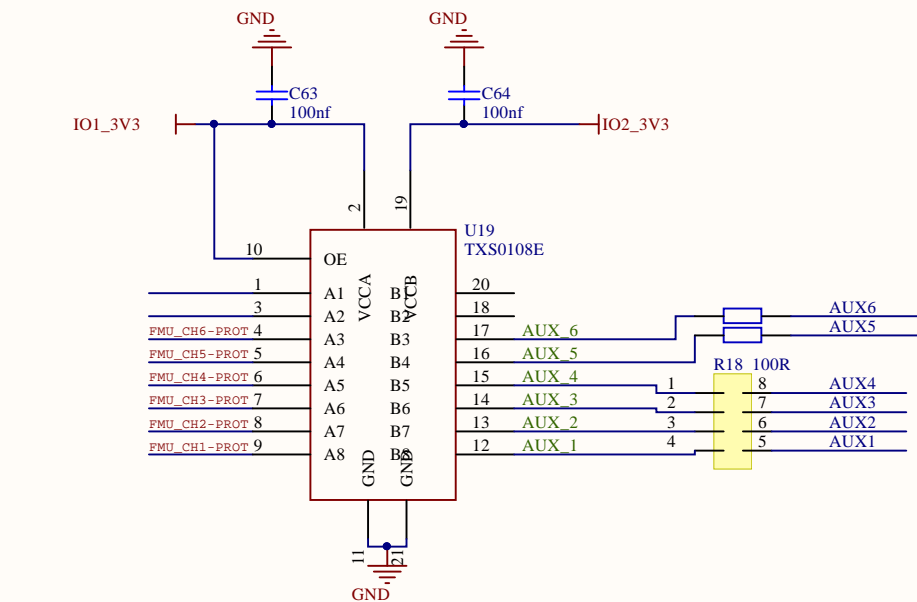 GND GND
C63 C64
100nf 100nf
IO1_3V3 IO2_3V3
2 19
U19
TXS0108E
10 OE
VCCA VCCB
1 A1 B1 20
3 A2 B2 18
FMU_CH6-PROT 4 A3 B3 17 AUX_6 AUX6
FMU_CH5-PROT 5 A4 B4 16 AUX_5 AUX5
R18 100R
FMU_CH4-PROT 6 A5 B5 15 AUX_4 1 8 AUX4
FMU_CH3-PROT 7 A6 B6 14 AUX_3 2 7 AUX3
FMU_CH2-PROT 8 A7 B7 13 AUX_2 3 6 AUX2
FMU_CH1-PROT 9 A8 B8 12 AUX_1 4 5 AUX1
GND GND
11 21
GND